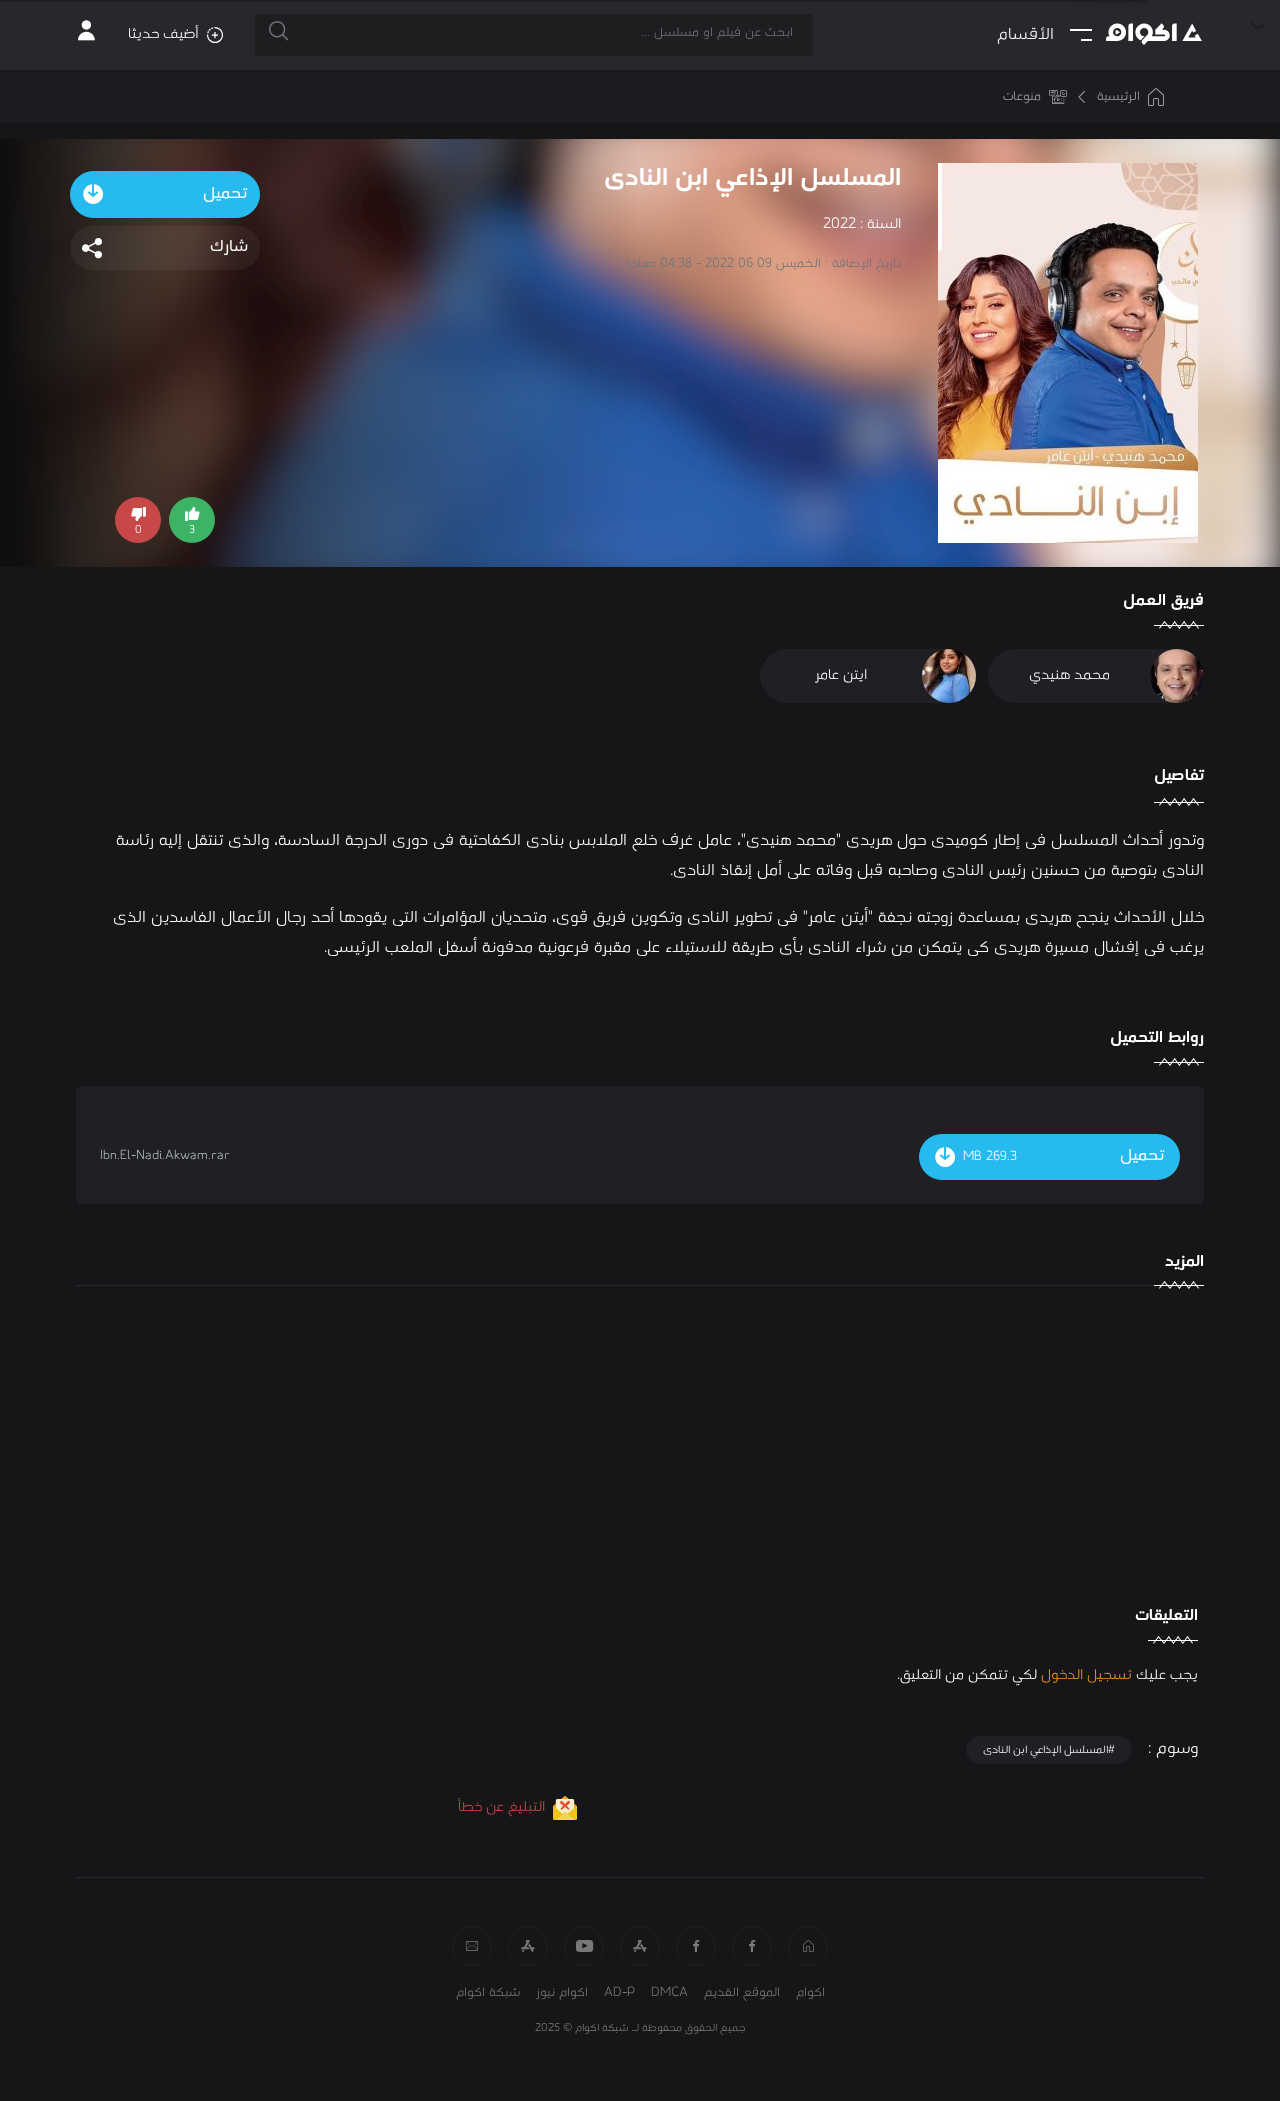 اكوام
الأقسام
ابحث عن فيلم او مسلسل ...
أضيف حديثا
الرئيسية
منوعات
المسلسل الإذاعي ابن النادى
السنة : 2022
تاريخ الإضافة : الخميس 09 06 2022 - 04:38 صباحا
تحميل
شارك
محمد هنيدي - أيتن عامر
إبن النادي
3
0
فريق العمل
محمد هنيدي
ايتن عامر
تفاصيل
وتدور أحداث المسلسل فى إطار كوميدى حول هريدى "محمد هنيدى"، عامل غرف خلع الملابس بنادى الكفاحتية فى دورى الدرجة السادسة، والذى تنتقل إليه رئاسة
النادى بتوصية من حسنين رئيس النادى وصاحبه قبل وفاته على أمل إنقاذ النادى.
خلال الأحداث ينجح هريدى بمساعدة زوجته نجفة "أيتن عامر" فى تطوير النادى وتكوين فريق قوى، متحديان المؤامرات التى يقودها أحد رجال الأعمال الفاسدين الذى
يرغب فى إفشال مسيرة هريدى كى يتمكن من شراء النادى بأى طريقة للاستيلاء على مقبرة فرعونية مدفونة أسفل الملعب الرئيسى.
روابط التحميل
تحميل
269.3 MB
Ibn.El-Nadi.Akwam.rar
المزيد
التعليقات
يجب عليك تسجيل الدخول لكي تتمكن من التعليق.
وسوم :
#المسلسل الإذاعي ابن النادى
التبليغ عن خطأ
اكوام
الموقع القديم
DMCA
AD-P
اكوام نيوز
شبكة اكوام
جميع الحقوق محفوظة لـ شبكة اكوام © 2025